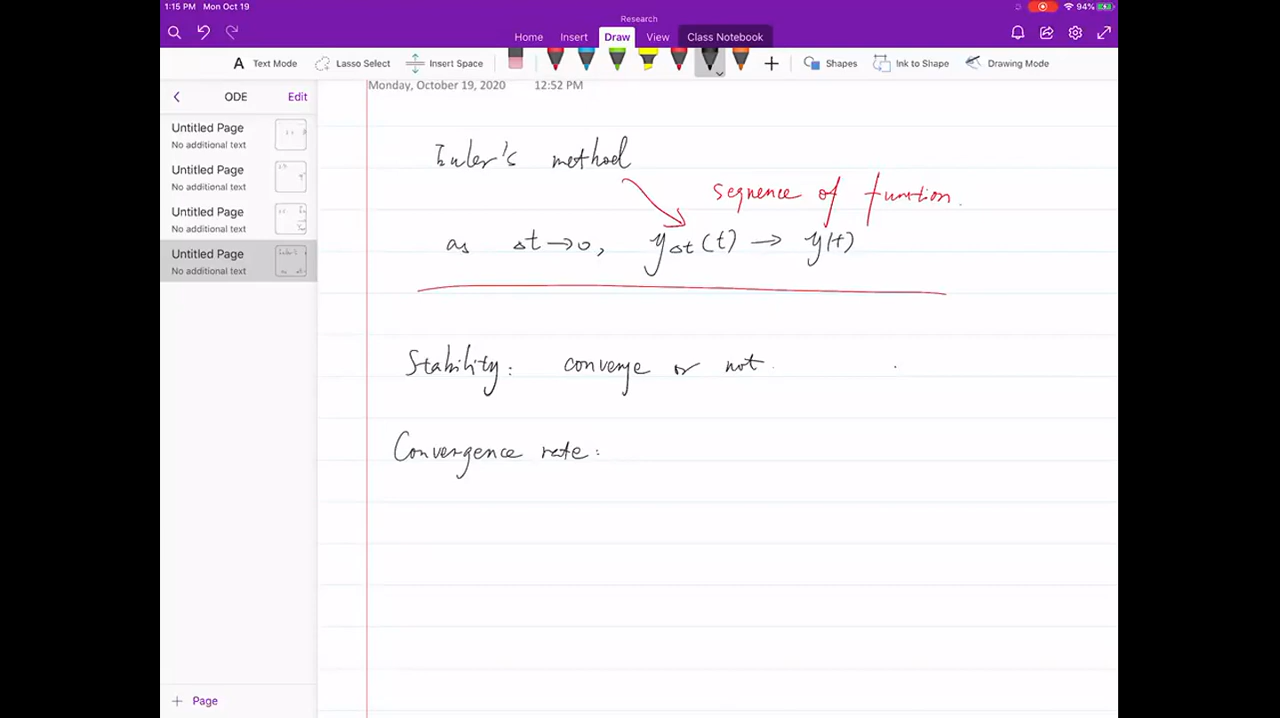 1:15 PM Mon Oct 19
94%
Research
Home Insert Draw View Class Notebook
A Text Mode Lasso Select Insert Space Shapes Ink to Shape Drawing Mode
ODE Edit
Untitled Page
No additional text
Untitled Page
No additional text
Untitled Page
No additional text
Untitled Page
No additional text
+ Page
Monday, October 19, 2020 12:52 PM
Euler's method
sequence of function.
as Δt→0, y_Δt(t) → y(t)
Stability: converge or not.
Convergence rate: